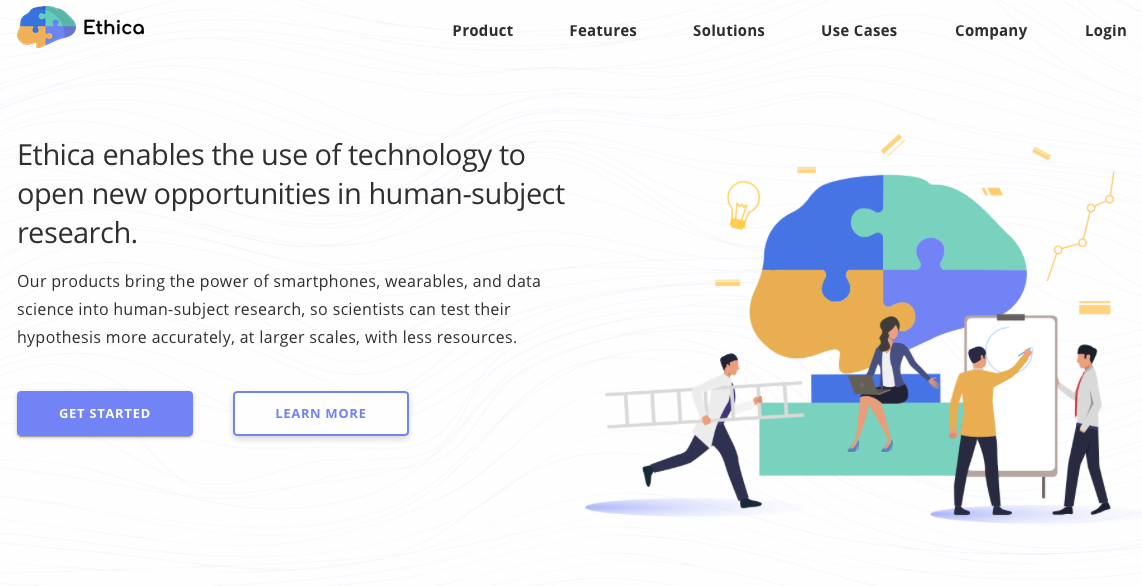 Ethica
Product Features Solutions Use Cases Company Login
Ethica enables the use of technology to
open new opportunities in human-subject
research.
Our products bring the power of smartphones, wearables, and data
science into human-subject research, so scientists can test their
hypothesis more accurately, at larger scales, with less resources.
GET STARTED
LEARN MORE